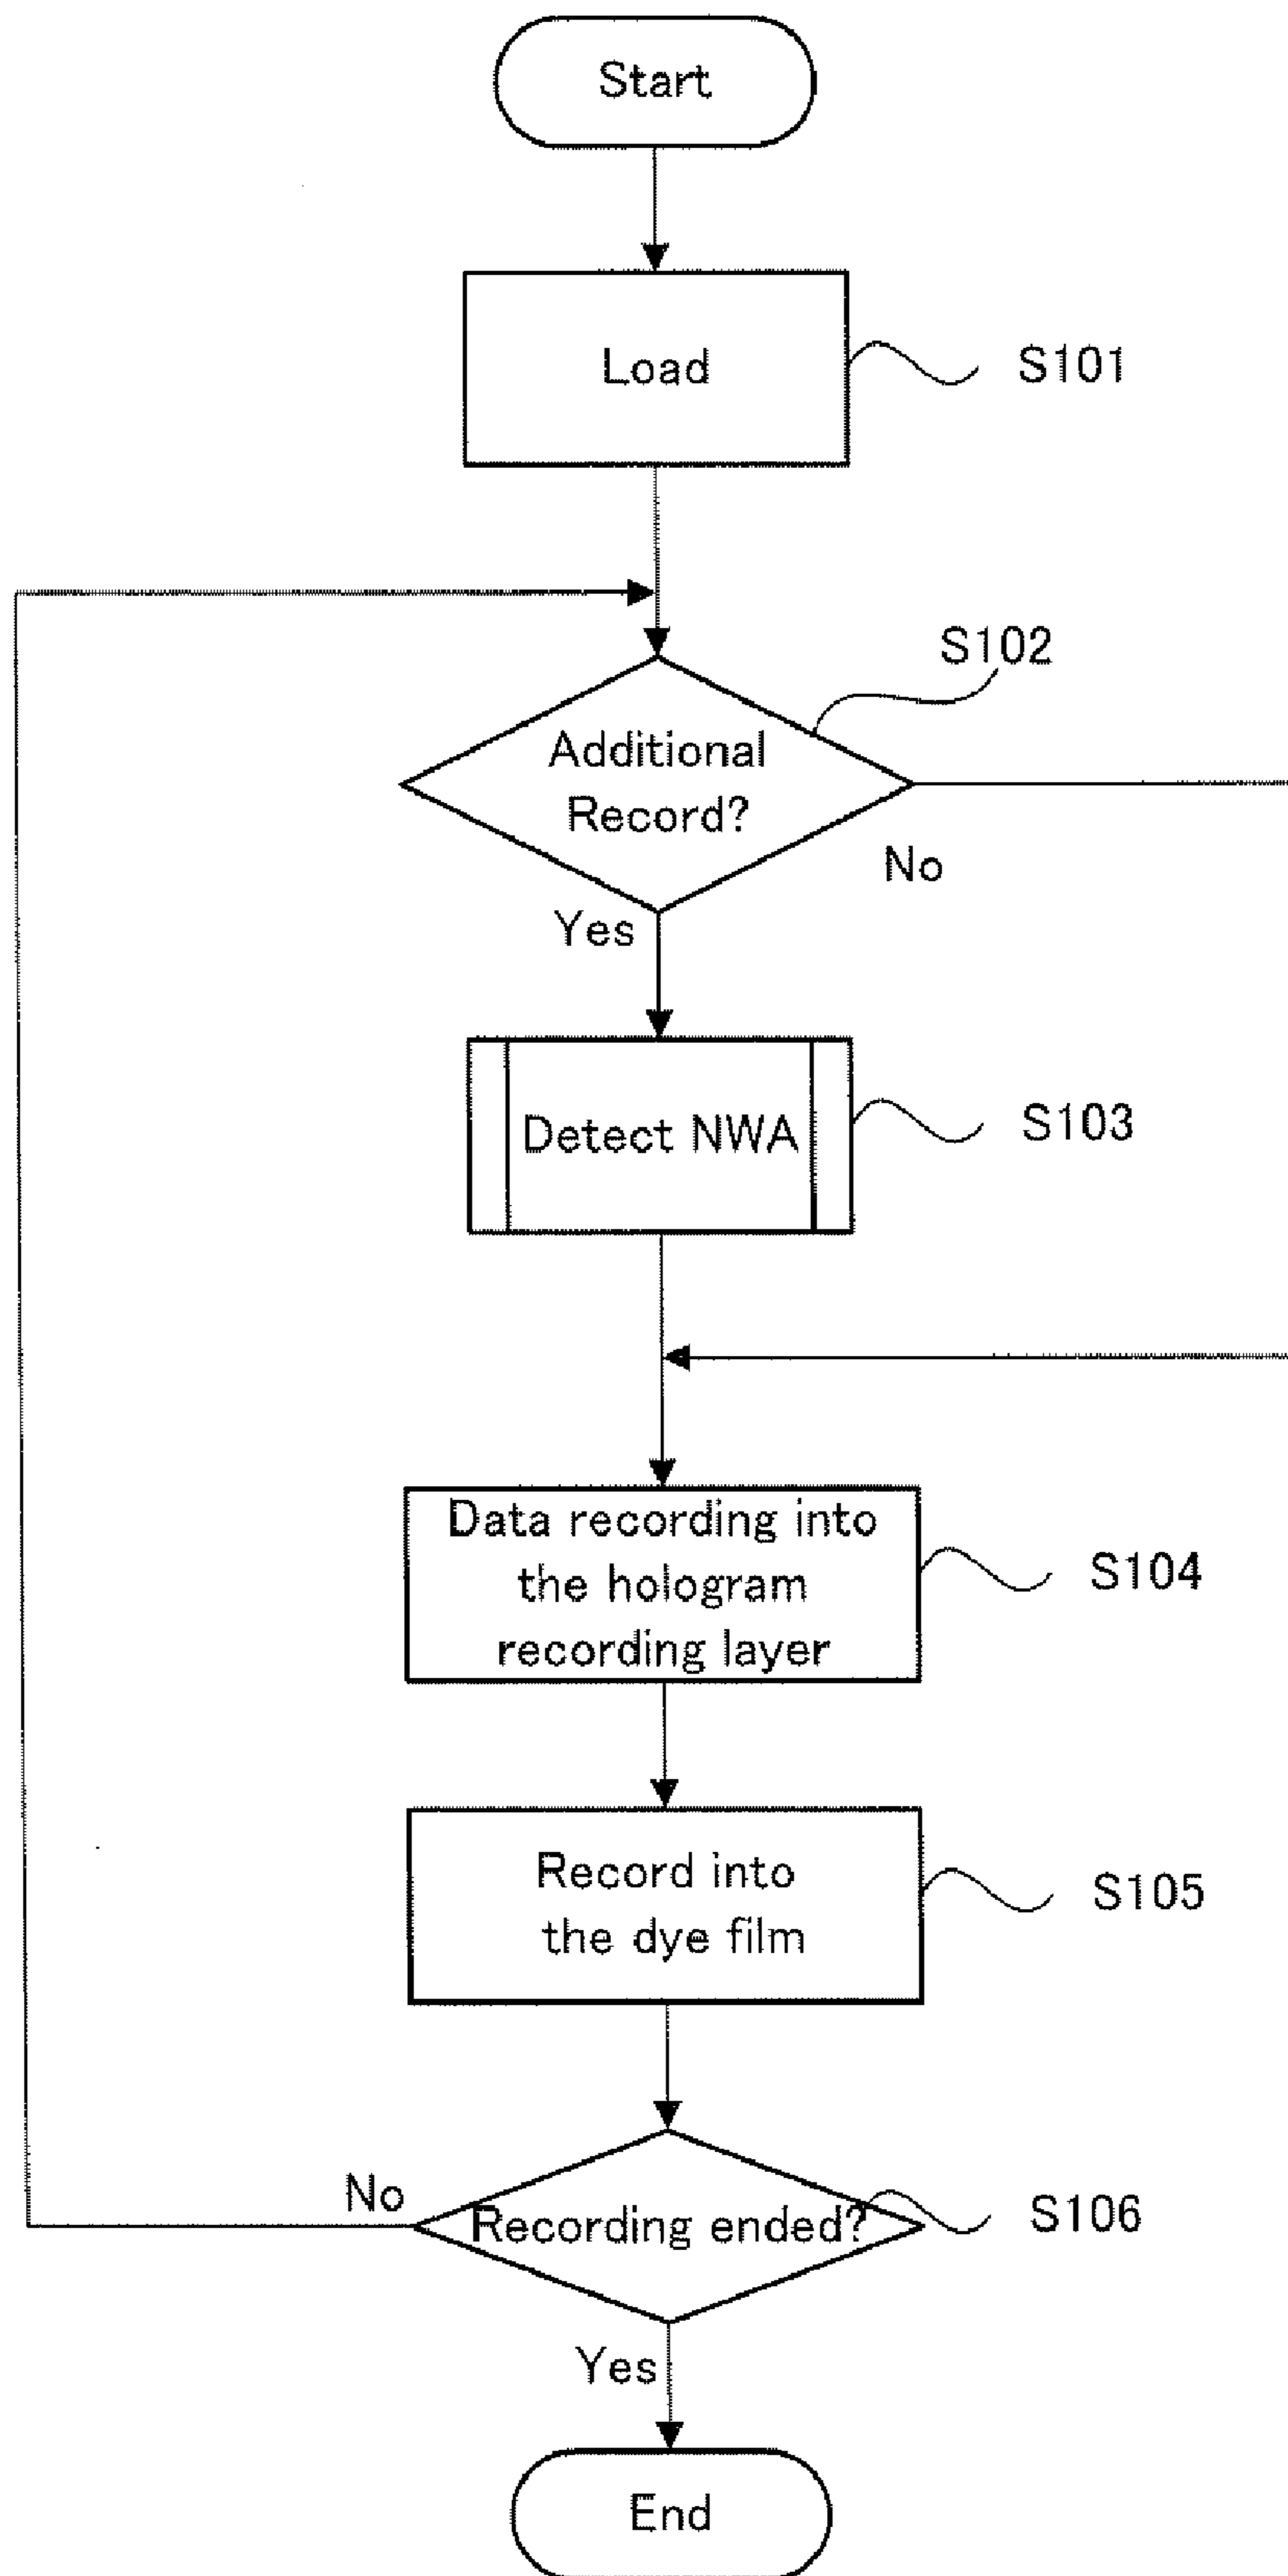 Start
Load
S101
S102
Additional
Record?
No
Yes
Detect NWA
S103
Data recording into
the hologram
recording layer
S104
Record into
the dye film
S105
No
Recording ended?
S106
Yes
End